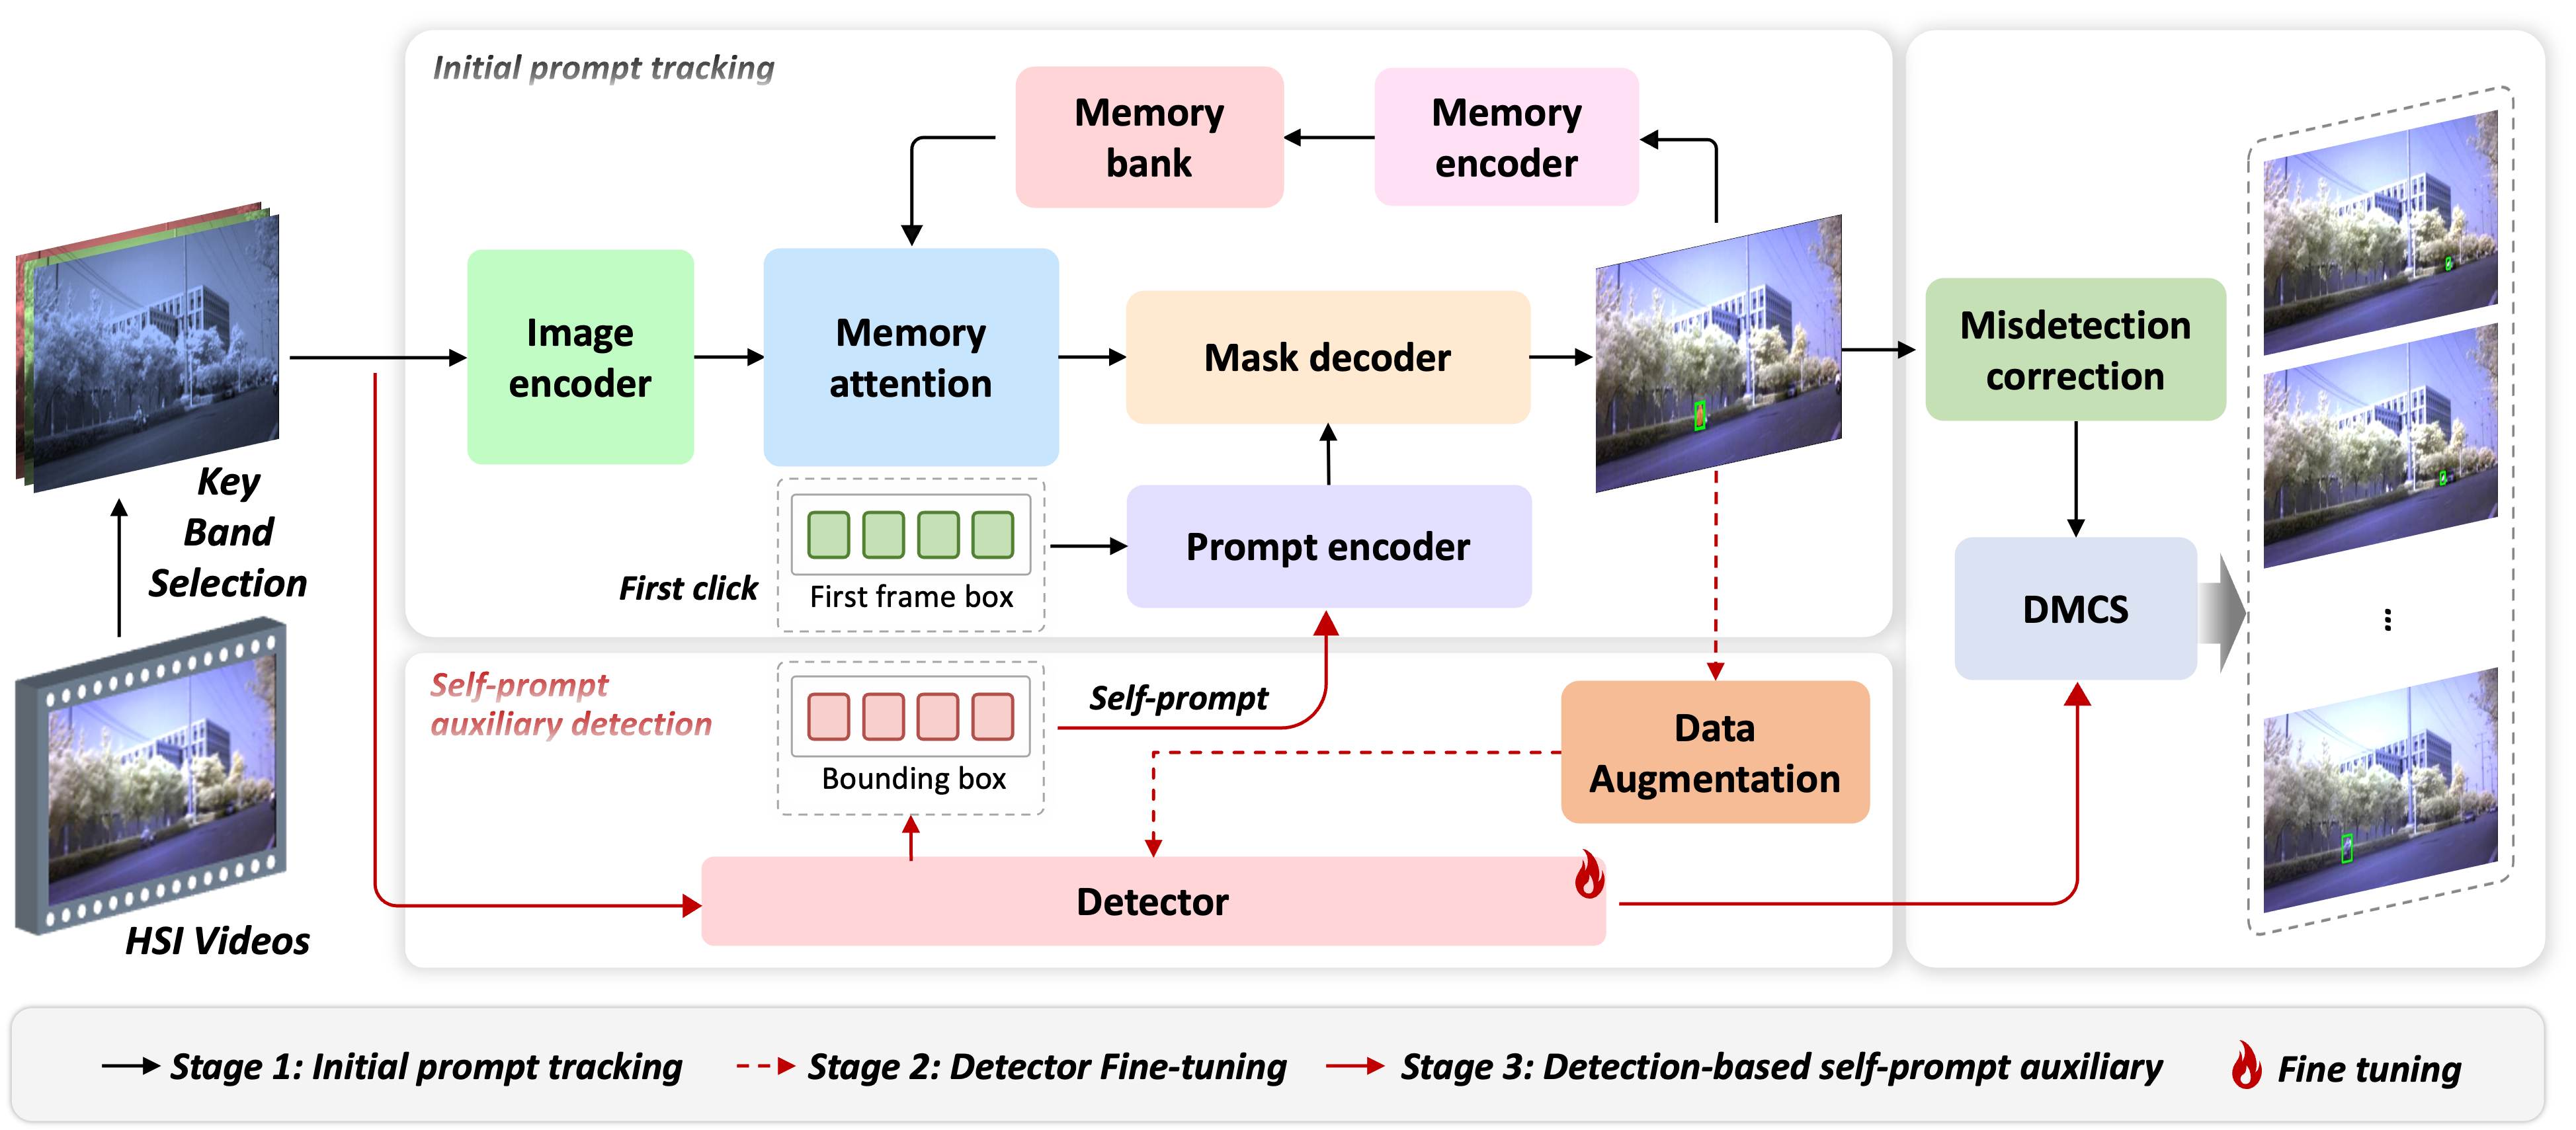 Initial prompt tracking
Memory
bank
Memory
encoder
Image
encoder
Memory
attention
Mask decoder
Misdetection
correction
Key
Band
Selection
First click
First frame box
Prompt encoder
DMCS
...
Self-prompt
auxiliary detection
Bounding box
Self-prompt
Data
Augmentation
Detector
HSI Videos
Stage 1: Initial prompt tracking
Stage 2: Detector Fine-tuning
Stage 3: Detection-based self-prompt auxiliary
Fine tuning